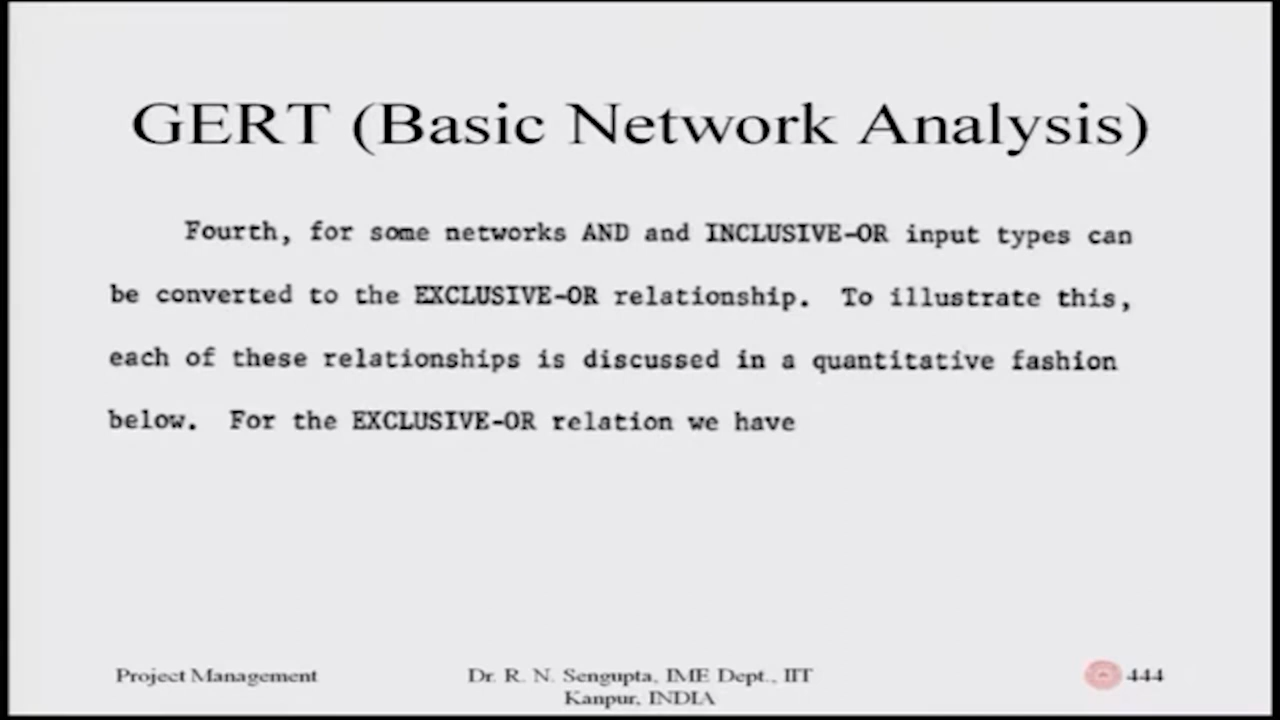 GERT (Basic Network Analysis)
Fourth, for some networks AND and INCLUSIVE-OR input types can
be converted to the EXCLUSIVE-OR relationship. To illustrate this,
each of these relationships is discussed in a quantitative fashion
below. For the EXCLUSIVE-OR relation we have
Project Management
Dr. R. N. Sengupta, IME Dept., IIT
Kanpur, INDIA
444